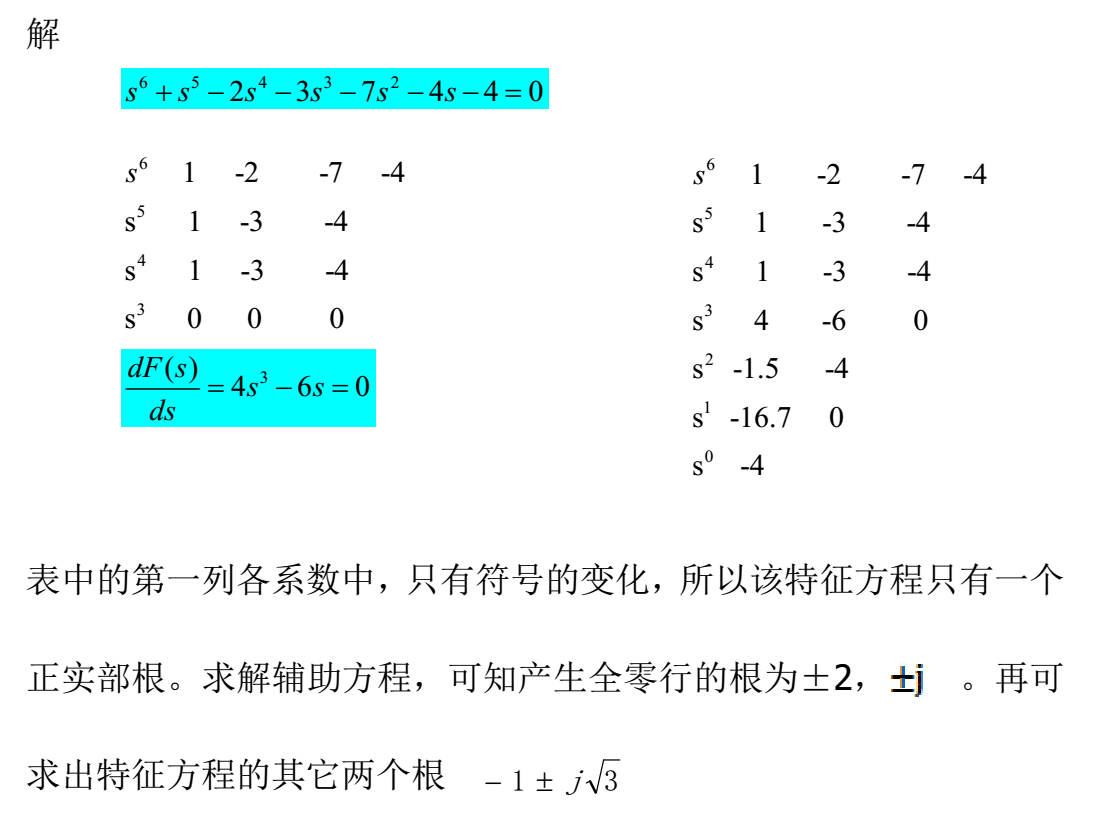 解
s⁶ + s⁵ − 2s⁴ − 3s³ − 7s² − 4s − 4 = 0
s⁶ 1 -2 -7 -4
s⁵ 1 -3 -4
s⁴ 1 -3 -4
s³ 0 0 0
dF(s)/ds = 4s³ − 6s = 0
s⁶ 1 -2 -7 -4
s⁵ 1 -3 -4
s⁴ 1 -3 -4
s³ 4 -6 0
s² -1.5 -4
s¹ -16.7 0
s⁰ -4
表中的第一列各系数中，只有符号的变化，所以该特征方程只有一个
正实部根。求解辅助方程，可知产生全零行的根为±2，±j 。再可
求出特征方程的其它两个根 −1 ± j√3